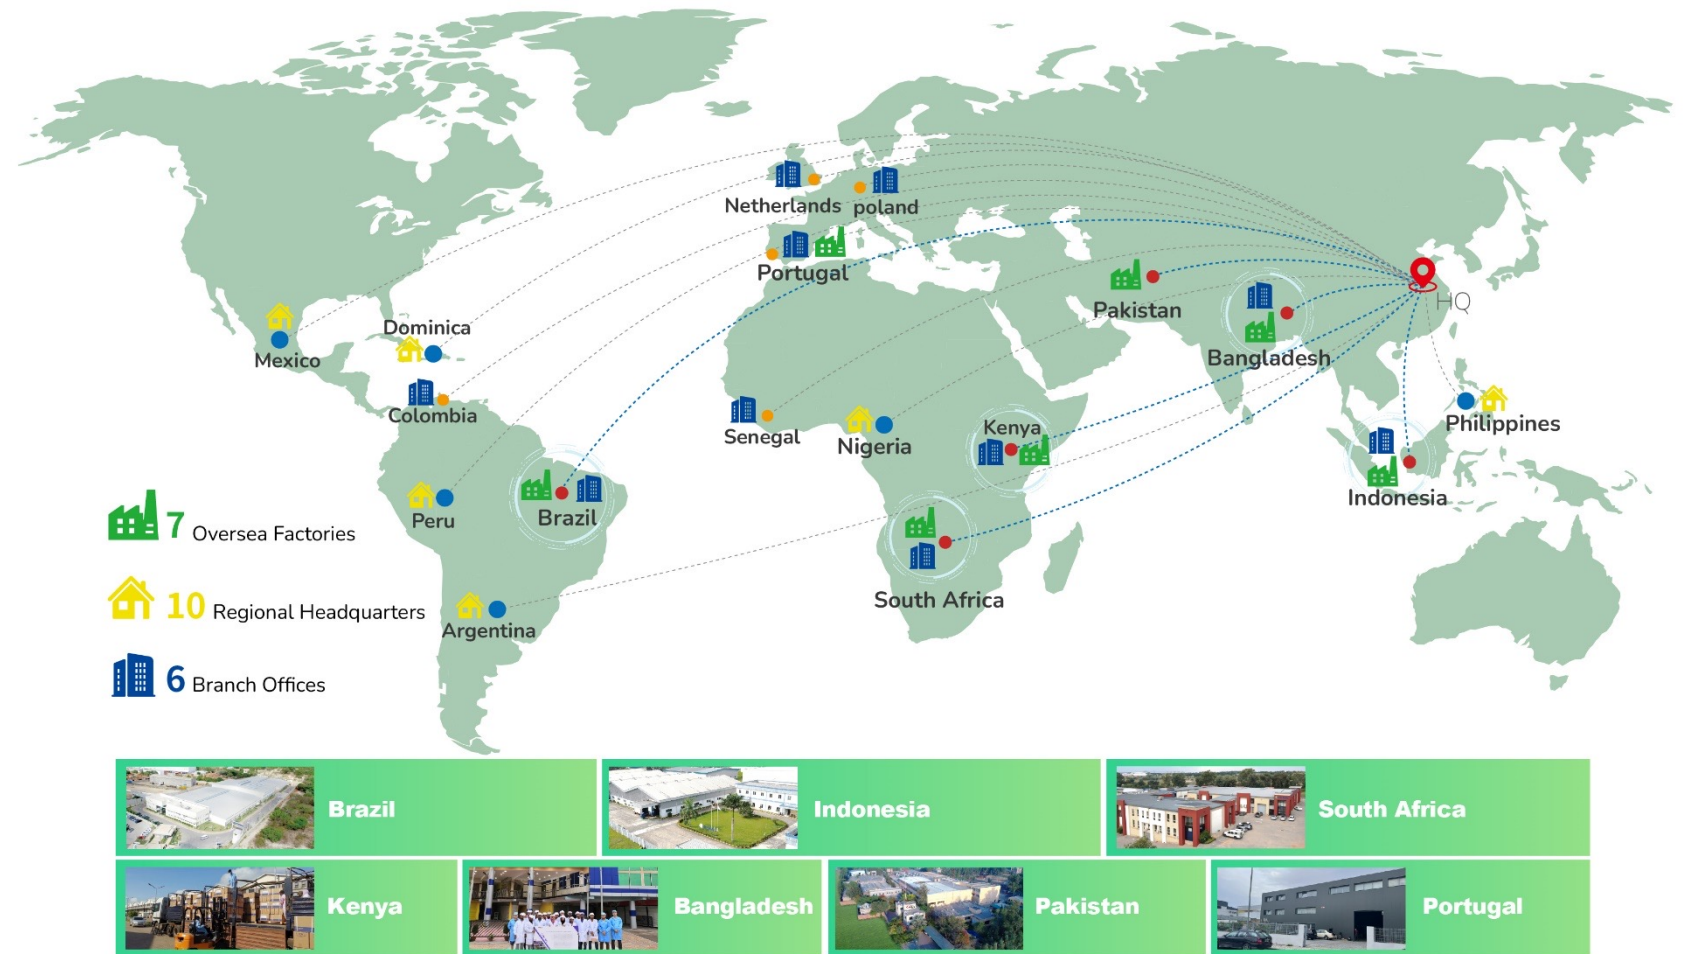 Netherlands
poland
Portugal
Pakistan
HQ
Bangladesh
Mexico
Dominica
Colombia
Senegal
Nigeria
Kenya
Philippines
Indonesia
Peru
Brazil
South Africa
Argentina
7 Oversea Factories
10 Regional Headquarters
6 Branch Offices
Brazil
Indonesia
South Africa
Kenya
Bangladesh
Pakistan
Portugal